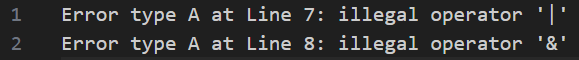 1 Error type A at Line 7: illegal operator '|'
2 Error type A at Line 8: illegal operator '&'